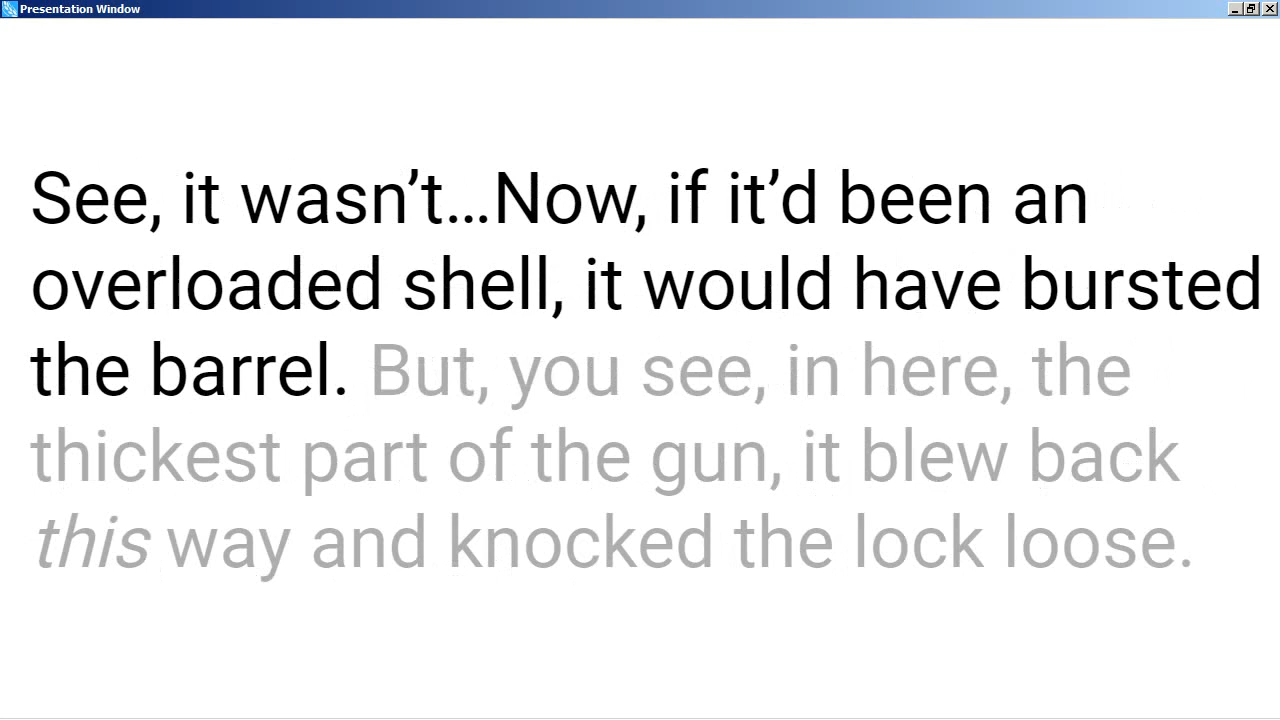 Presentation Window
See, it wasn’t…Now, if it’d been an
overloaded shell, it would have bursted
the barrel. But, you see, in here, the
thickest part of the gun, it blew back
this way and knocked the lock loose.